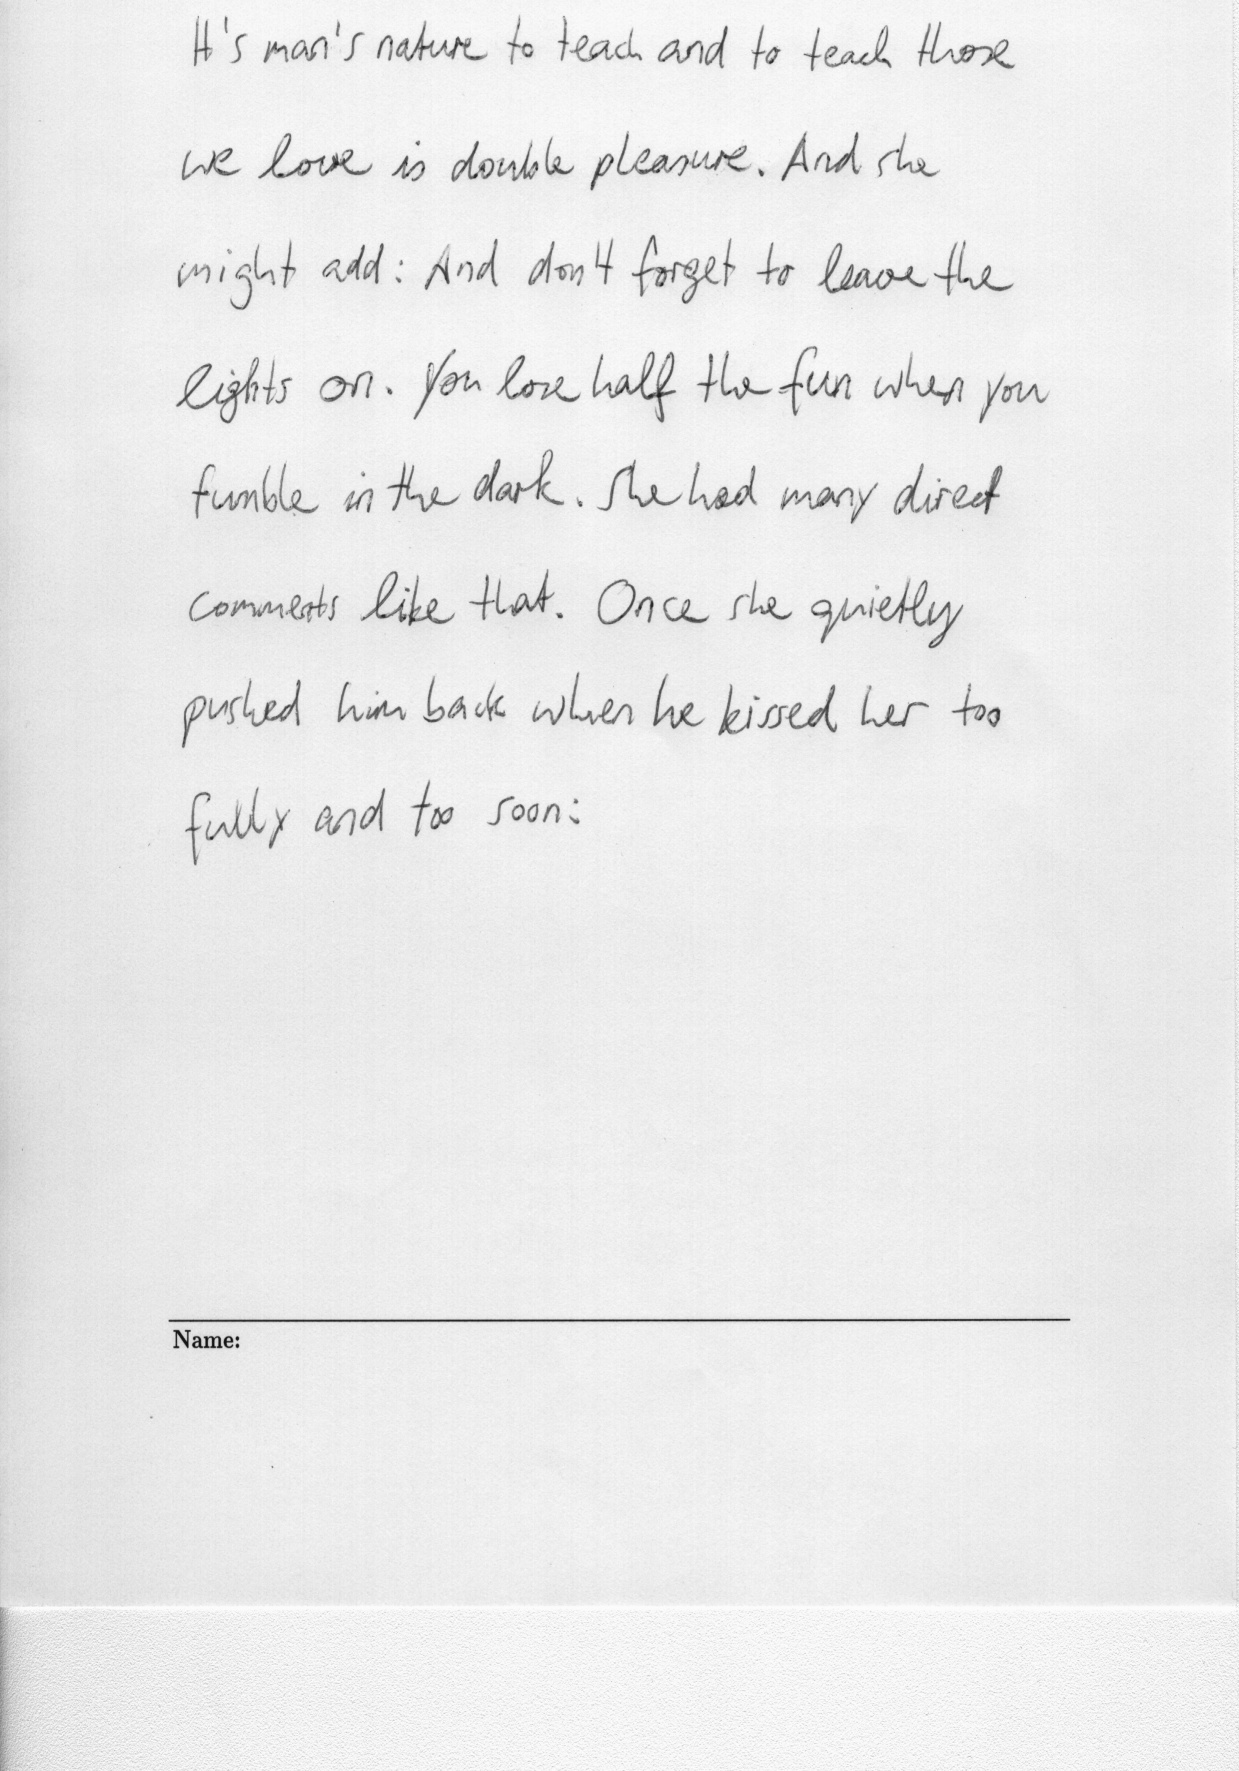 It's man's nature to teach and to teach those
we love is double pleasure. And she
might add: And don't forget to leave the
lights on. You lose half the fun when you
fumble in the dark. She had many direct
comments like that. Once she quietly
pushed him back when he kissed her too
fully and too soon:
Name: